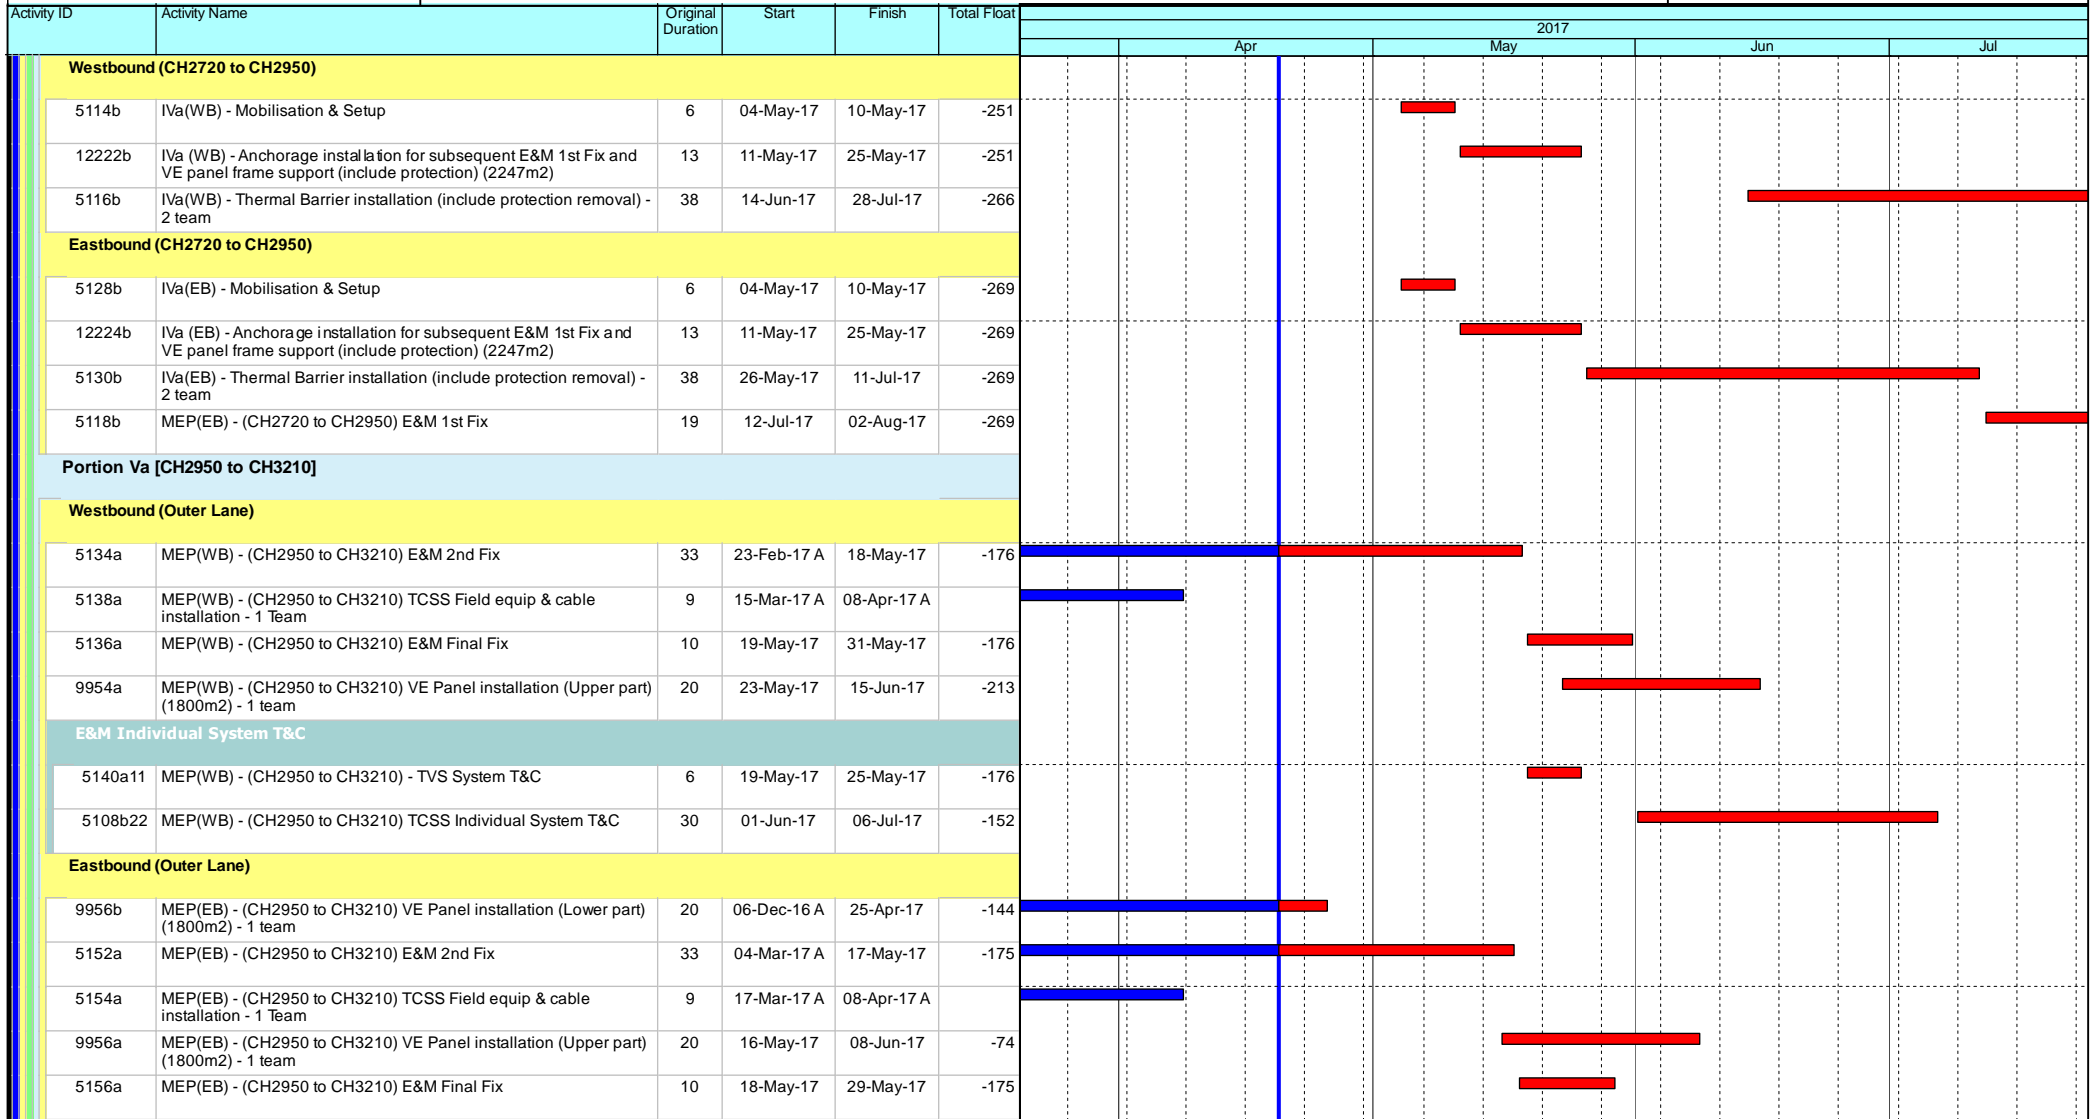 Activity ID Activity Name Original Start Finish Total Float
Duration
2017
Apr May Jun Jul
Westbound (CH2720 to CH2950)
5114b IVa(WB) - Mobilisation & Setup 6 04-May-17 10-May-17 -251
12222b IVa (WB) - Anchorage installation for subsequent E&M 1st Fix and 13 11-May-17 25-May-17 -251
VE panel frame support (include protection) (2247m2)
5116b IVa(WB) - Thermal Barrier installation (include protection removal) - 38 14-Jun-17 28-Jul-17 -266
2 team
Eastbound (CH2720 to CH2950)
5128b IVa(EB) - Mobilisation & Setup 6 04-May-17 10-May-17 -269
12224b IVa (EB) - Anchorage installation for subsequent E&M 1st Fix and 13 11-May-17 25-May-17 -269
VE panel frame support (include protection) (2247m2)
5130b IVa(EB) - Thermal Barrier installation (include protection removal) - 38 26-May-17 11-Jul-17 -269
2 team
5118b MEP(EB) - (CH2720 to CH2950) E&M 1st Fix 19 12-Jul-17 02-Aug-17 -269
Portion Va [CH2950 to CH3210]
Westbound (Outer Lane)
5134a MEP(WB) - (CH2950 to CH3210) E&M 2nd Fix 33 23-Feb-17 A 18-May-17 -176
5138a MEP(WB) - (CH2950 to CH3210) TCSS Field equip & cable 9 15-Mar-17 A 08-Apr-17 A
installation - 1 Team
5136a MEP(WB) - (CH2950 to CH3210) E&M Final Fix 10 19-May-17 31-May-17 -176
9954a MEP(WB) - (CH2950 to CH3210) VE Panel installation (Upper part) 20 23-May-17 15-Jun-17 -213
(1800m2) - 1 team
E&M Individual System T&C
5140a11 MEP(WB) - (CH2950 to CH3210) - TVS System T&C 6 19-May-17 25-May-17 -176
5108b22 MEP(WB) - (CH2950 to CH3210) TCSS Individual System T&C 30 01-Jun-17 06-Jul-17 -152
Eastbound (Outer Lane)
9956b MEP(EB) - (CH2950 to CH3210) VE Panel installation (Lower part) 20 06-Dec-16 A 25-Apr-17 -144
(1800m2) - 1 team
5152a MEP(EB) - (CH2950 to CH3210) E&M 2nd Fix 33 04-Mar-17 A 17-May-17 -175
5154a MEP(EB) - (CH2950 to CH3210) TCSS Field equip & cable 9 17-Mar-17 A 08-Apr-17 A
installation - 1 Team
9956a MEP(EB) - (CH2950 to CH3210) VE Panel installation (Upper part) 20 16-May-17 08-Jun-17 -74
(1800m2) - 1 team
5156a MEP(EB) - (CH2950 to CH3210) E&M Final Fix 10 18-May-17 29-May-17 -175